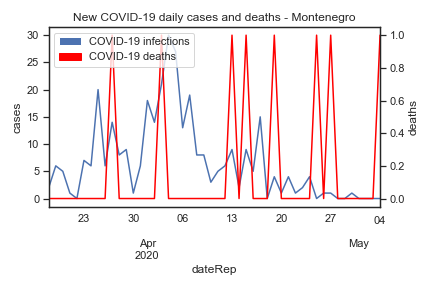 New COVID-19 daily cases and deaths - Montenegro
COVID-19 infections
COVID-19 deaths
cases
30
25
20
15
10
5
0
deaths
1.0
0.8
0.6
0.4
0.2
0.0
23 30 06 13 20 27 04
Apr May
2020
dateRep